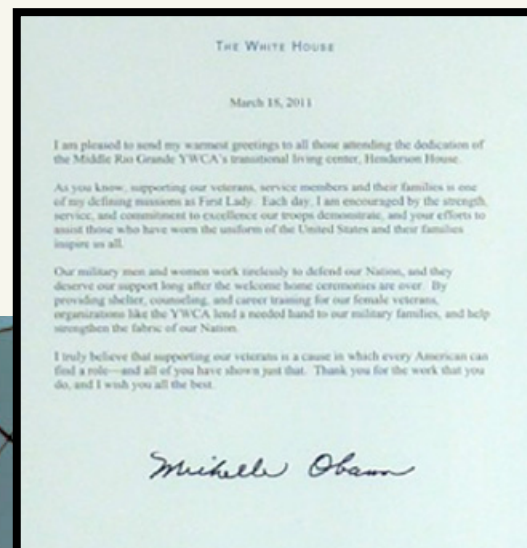 THE WHITE HOUSE
March 18, 2011
I am pleased to send my warmest greetings to all those attending the dedication of
the Middle Rio Grande YWCA's transitional living center, Henderson House.
As you know, supporting our veterans, service members and their families is one
of my defining missions as First Lady. Each day, I am encouraged by the strength,
service, and commitment to excellence our troops demonstrate, and your efforts to
assist those who have worn the uniform of the United States and their families
inspire us all.
Our military men and women work tirelessly to defend our Nation, and they
deserve our support long after the welcome home ceremonies are over. By
providing shelter, counseling, and career training for our female veterans,
organizations like the YWCA lend a needed hand to our military families, and help
strengthen the fabric of our Nation.
I truly believe that supporting our veterans is a cause in which every American can
find a role—and all of you have shown just that. Thank you for the work that you
do, and I wish you all the best.
Michelle Obama